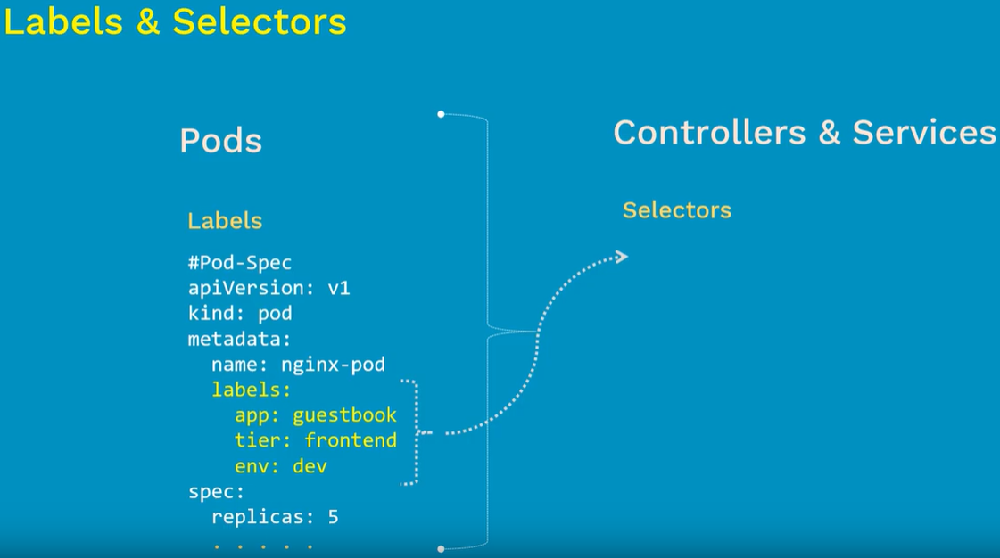 Labels & Selectors
Pods
Labels
#Pod-Spec
apiVersion: v1
kind: pod
metadata:
  name: nginx-pod
  labels:
    app: guestbook
    tier: frontend
    env: dev
spec:
  replicas: 5
  . . . . .
Controllers & Services
Selectors